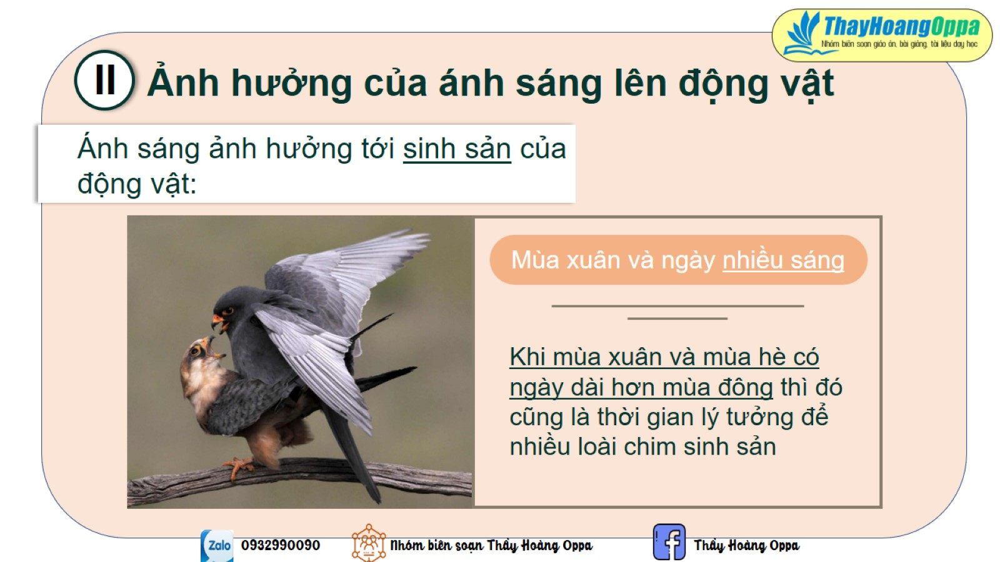 ThayHoangOppa
Nhóm biên soạn giáo án, bài giảng, tài liệu dạy học
II Ảnh hưởng của ánh sáng lên động vật
Ánh sáng ảnh hưởng tới sinh sản của
động vật:
Mùa xuân và ngày nhiều sáng
Khi mùa xuân và mùa hè có
ngày dài hơn mùa đông thì đó
cũng là thời gian lý tưởng để
nhiều loài chim sinh sản
Zalo 0932990090 Nhóm biên soạn Thầy Hoàng Oppa f Thầy Hoàng Oppa